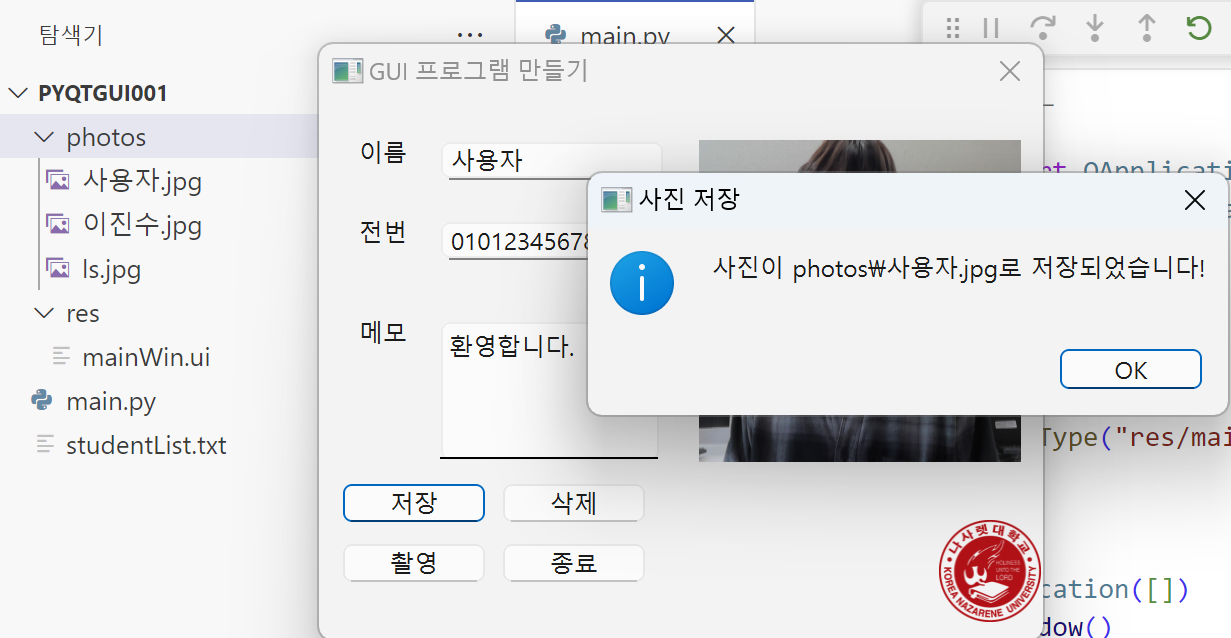 탐색기
...
main.py
PYQTGUI001
photos
사용자.jpg
이진수.jpg
ls.jpg
res
mainWin.ui
main.py
studentList.txt
GUI 프로그램 만들기
이름
사용자
전번
01012345678
메모
환영합니다.
저장
삭제
촬영
종료
사진 저장
사진이 photos₩사용자.jpg로 저장되었습니다!
OK
Type("res/mai
cation([])
dow()
나사렛대학교
HOLINESS
UNTO THE
LORD
KOREA NAZARENE UNIVERSITY